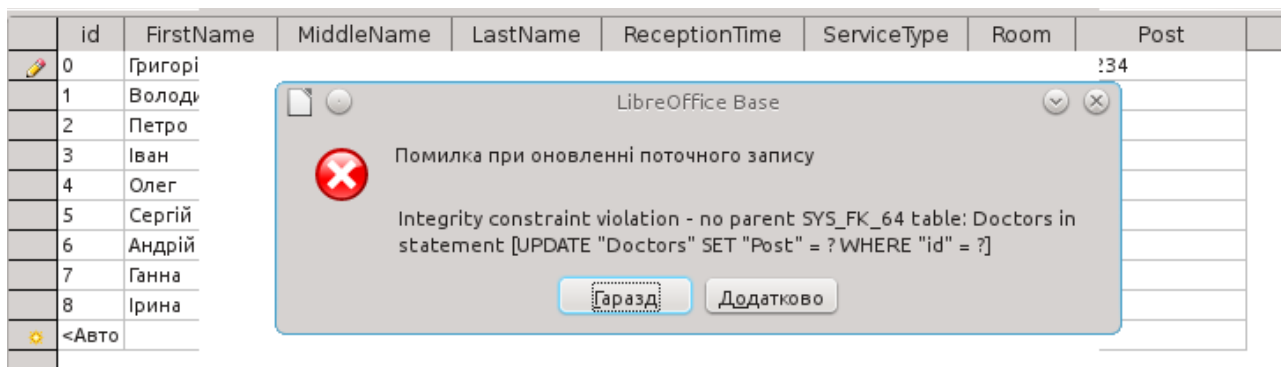 id FirstName MiddleName LastName ReceptionTime ServiceType Room Post
0 Григорі 234
1 Володи
LibreOffice Base
2 Петро
3 Іван
Помилка при оновленні поточного запису
4 Олег
5 Сергій
Integrity constraint violation - no parent SYS_FK_64 table: Doctors in
6 Андрій
statement [UPDATE "Doctors" SET "Post" = ? WHERE "id" = ?]
7 Ганна
8 Ірина
Гаразд Додатково
<Авто